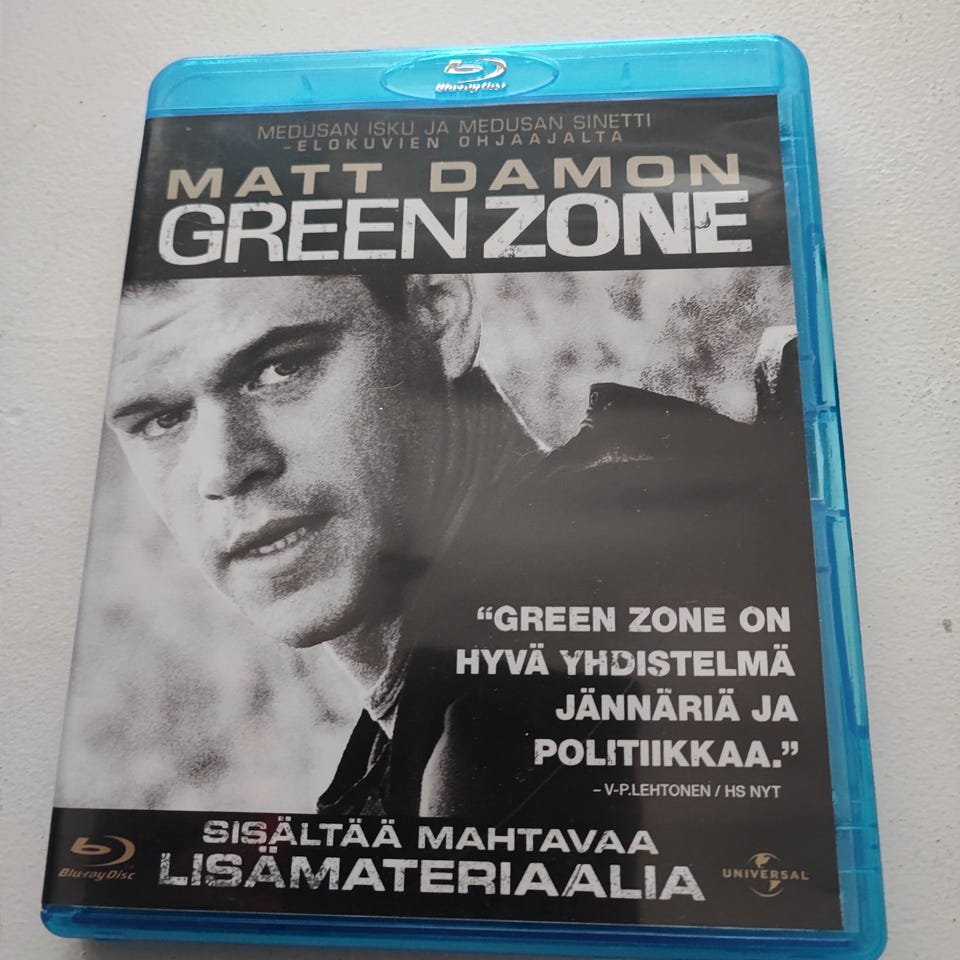 Blu-ray Disc
MEDUSAN ISKU JA MEDUSAN SINETTI
-ELOKUVIEN OHJAAJALTA
MATT DAMON
GREEN ZONE
“GREEN ZONE ON
HYVÄ YHDISTELMÄ
JÄNNÄRIÄ JA
POLITIIKKAA.”
– V-P.LEHTONEN / HS NYT
SISÄLTÄÄ MAHTAVAA
LISÄMATERIAALIA
Blu-ray Disc
UNIVERSAL